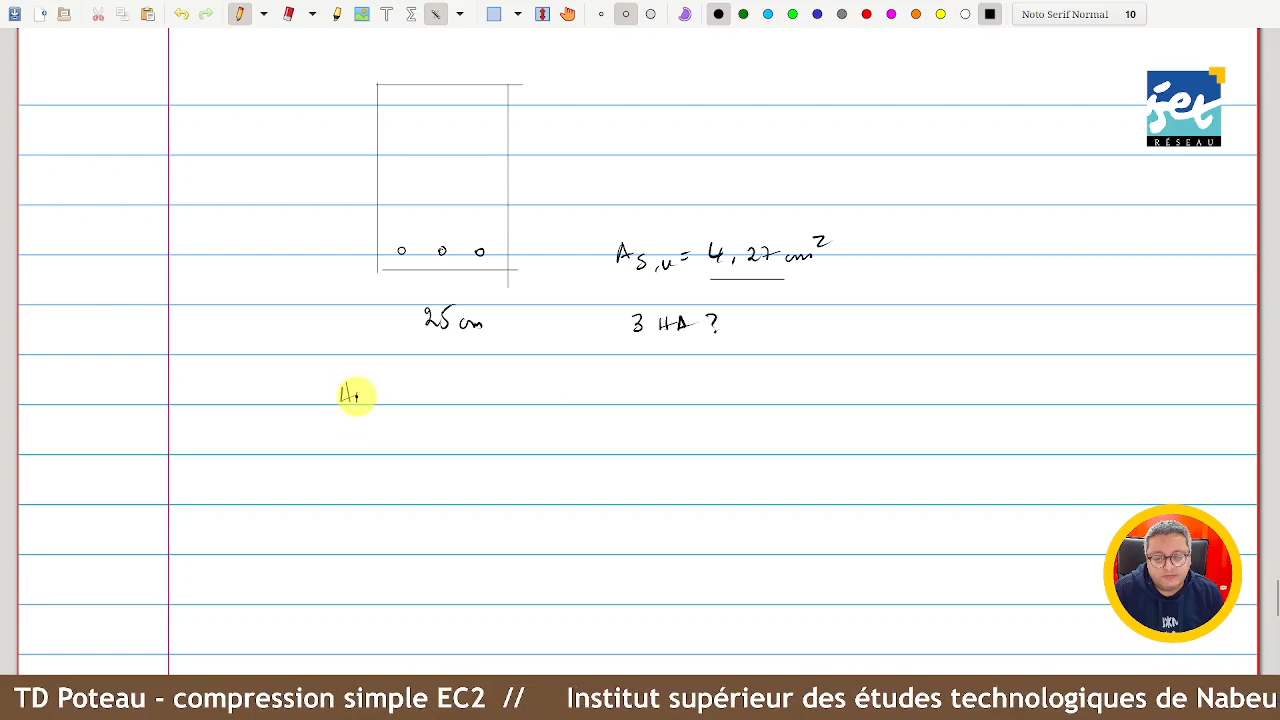 Noto Serif Normal 10
iset
RÉSEAU
As,u = 4,27 cm²
25 cm
3 HA ?
4,
TD Poteau - compression simple EC2 // Institut supérieur des études technologiques de Nabeu